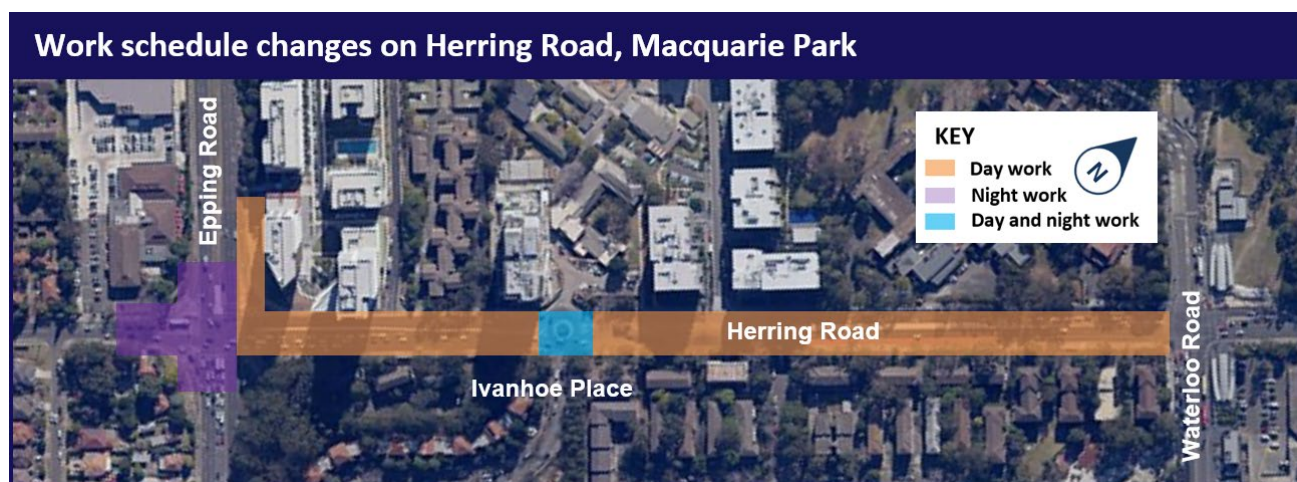 Work schedule changes on Herring Road, Macquarie Park
Epping Road
KEY
N
Day work
Night work
Day and night work
Herring Road
Ivanhoe Place
Waterloo Road